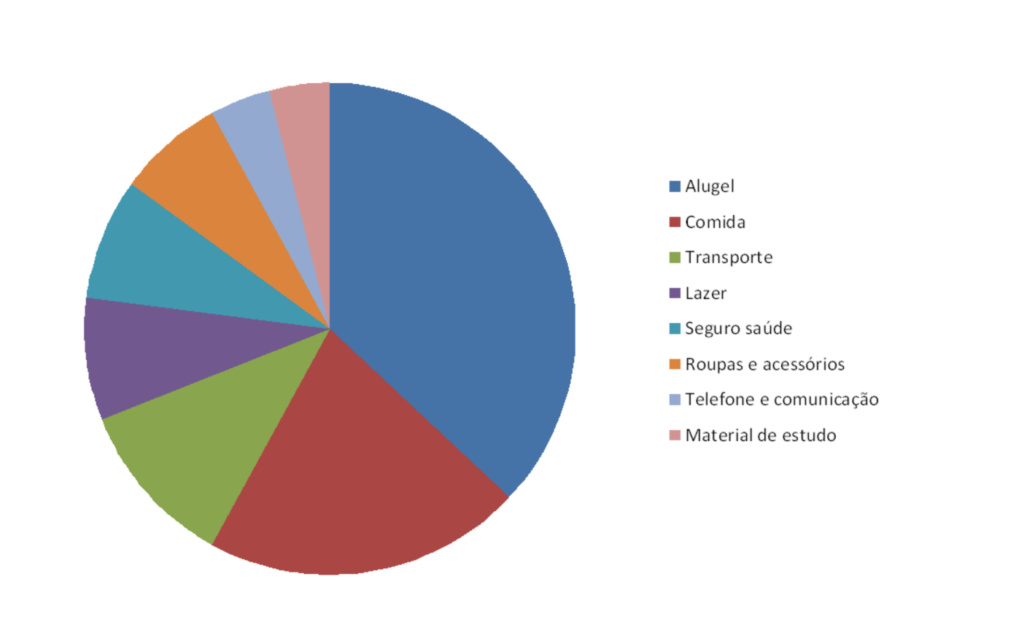 Alugel
Comida
Transporte
Lazer
Seguro saúde
Roupas e acessórios
Telefone e comunicação
Material de estudo